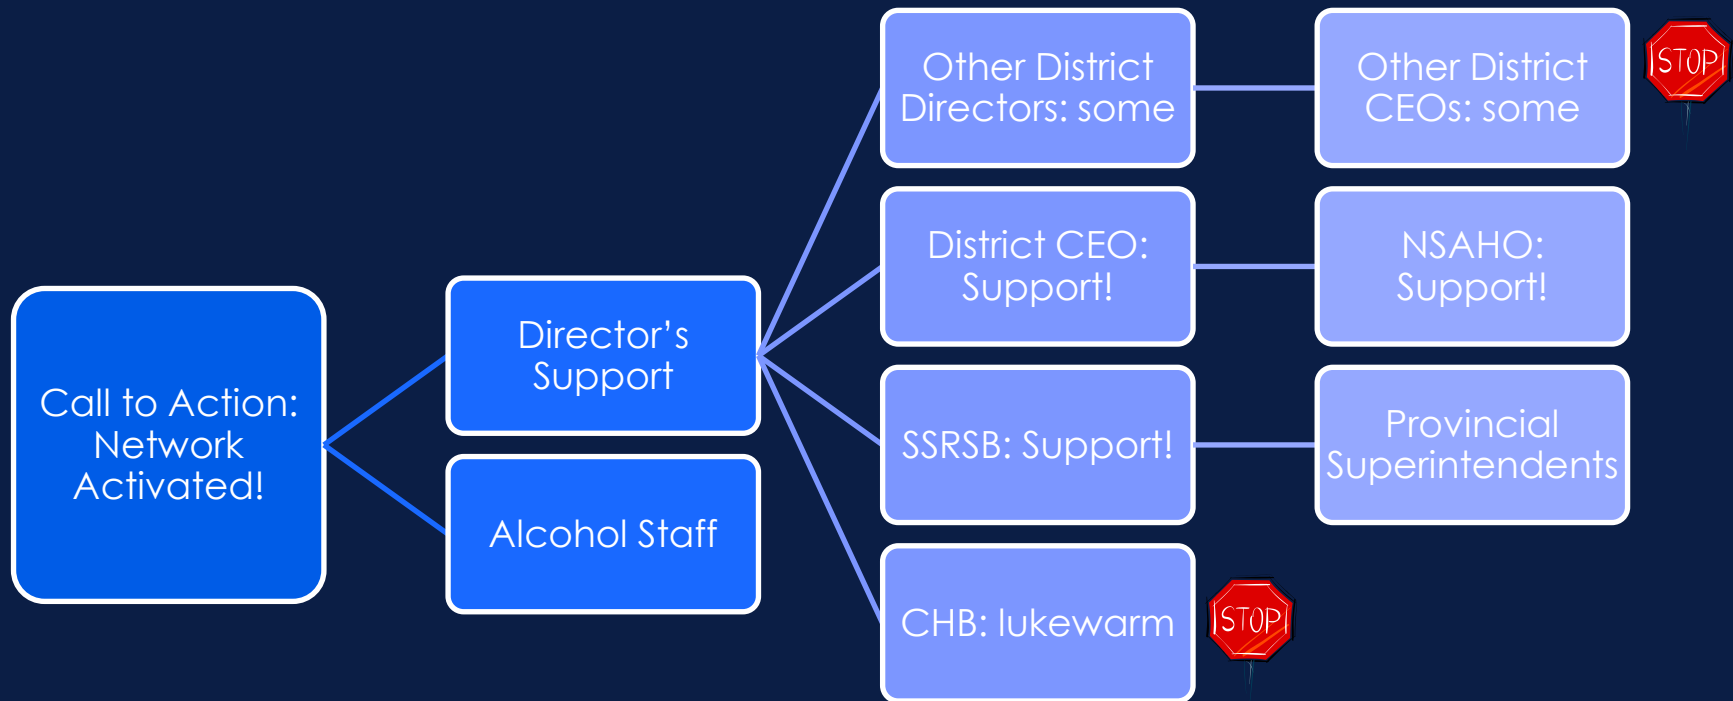 Call to Action:
Network
Activated!
Director’s
Support
Alcohol Staff
Other District
Directors: some
District CEO:
Support!
SSRSB: Support!
CHB: lukewarm
STOP
Other District
CEOs: some
STOP
NSAHO:
Support!
Provincial
Superintendents